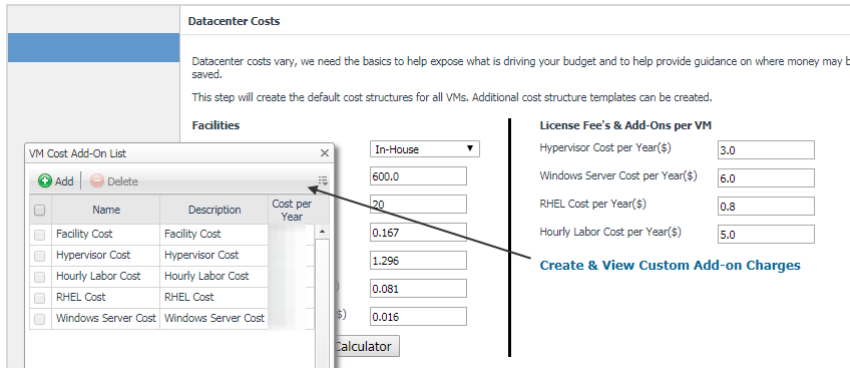 Datacenter Costs
Datacenter costs vary, we need the basics to help expose what is driving your budget and to help provide guidance on where money may b
saved.
This step will create the default cost structures for all VMs. Additional cost structure templates can be created.
Facilities
In-House
600.0
20
0.167
1.296
0.081
s) 0.016
Calculator
License Fee's & Add-Ons per VM
Hypervisor Cost per Year($) 3.0
Windows Server Cost per Year($) 6.0
RHEL Cost per Year($) 0.8
Hourly Labor Cost per Year($) 5.0
Create & View Custom Add-on Charges
VM Cost Add-On List
Add Delete
Name Description Cost per
Year
Facility Cost Facility Cost
Hypervisor Cost Hypervisor Cost
Hourly Labor Cost Hourly Labor Cost
RHEL Cost RHEL Cost
Windows Server Cost Windows Server Cost